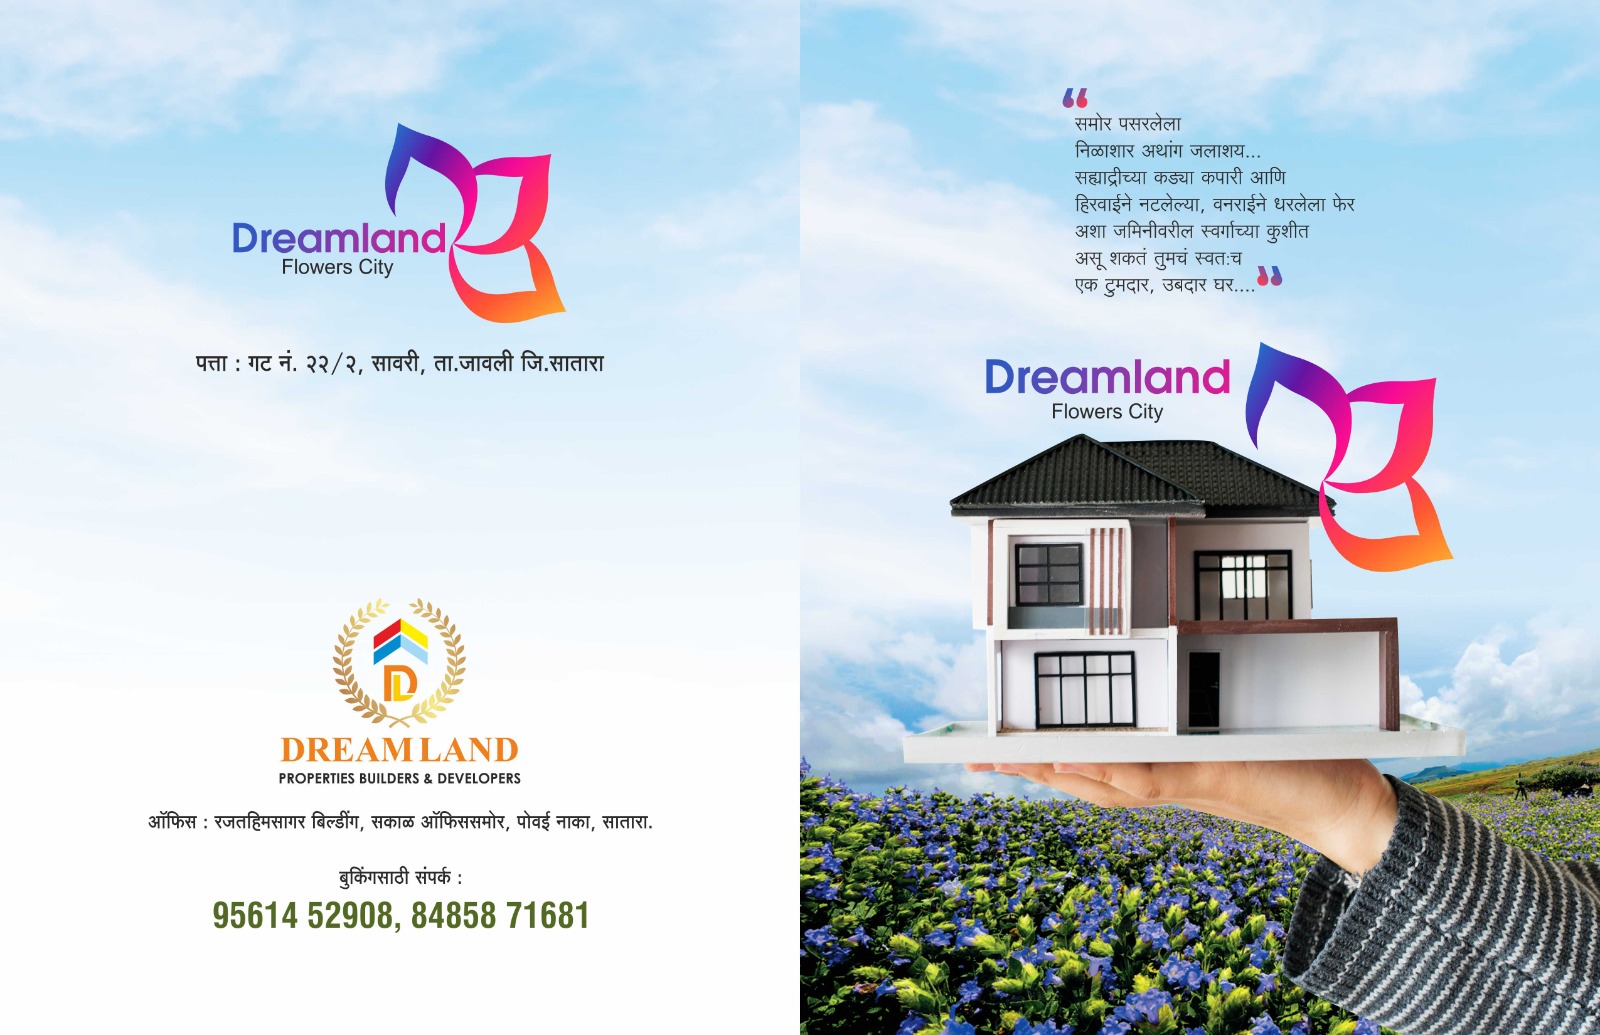 Dreamland
Flowers City
पत्ता : गट नं. २२/२, सावरी, ता.जावली जि.सातारा
DREAM LAND
PROPERTIES BUILDERS & DEVELOPERS
ऑफिस : रजतहिमसागर बिल्डींग, सकाळ ऑफिससमोर, पोवई नाका, सातारा.
बुकिंगसाठी संपर्क :
95614 52908, 84858 71681
“समोर पसरलेला
निळाशार अथांग जलाशय...
सह्याद्रीच्या कड्या कपारी आणि
हिरवाईने नटलेल्या, वनराईने धरलेला फेर
अशा जमिनीवरील स्वर्गाच्या कुशीत
असू शकतं तुमचं स्वत:च
एक टुमदार, उबदार घर....”
Dreamland
Flowers City